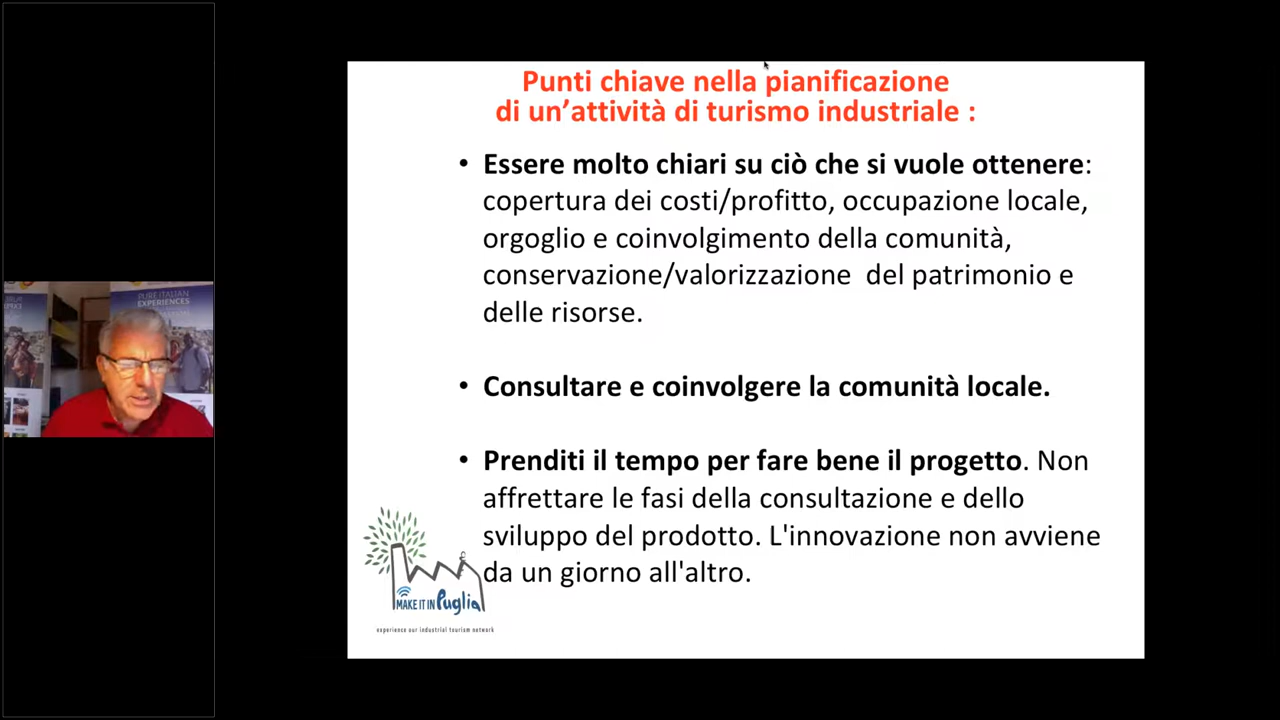 Punti chiave nella pianificazione
di un’attività di turismo industriale :
• Essere molto chiari su ciò che si vuole ottenere:
copertura dei costi/profitto, occupazione locale,
orgoglio e coinvolgimento della comunità,
conservazione/valorizzazione del patrimonio e
delle risorse.
• Consultare e coinvolgere la comunità locale.
• Prenditi il tempo per fare bene il progetto. Non
affrettare le fasi della consultazione e dello
sviluppo del prodotto. L'innovazione non avviene
da un giorno all'altro.
MAKE IT IN Puglia
experience our industrial tourism network
PURE ITALIAN
EXPERIENCES